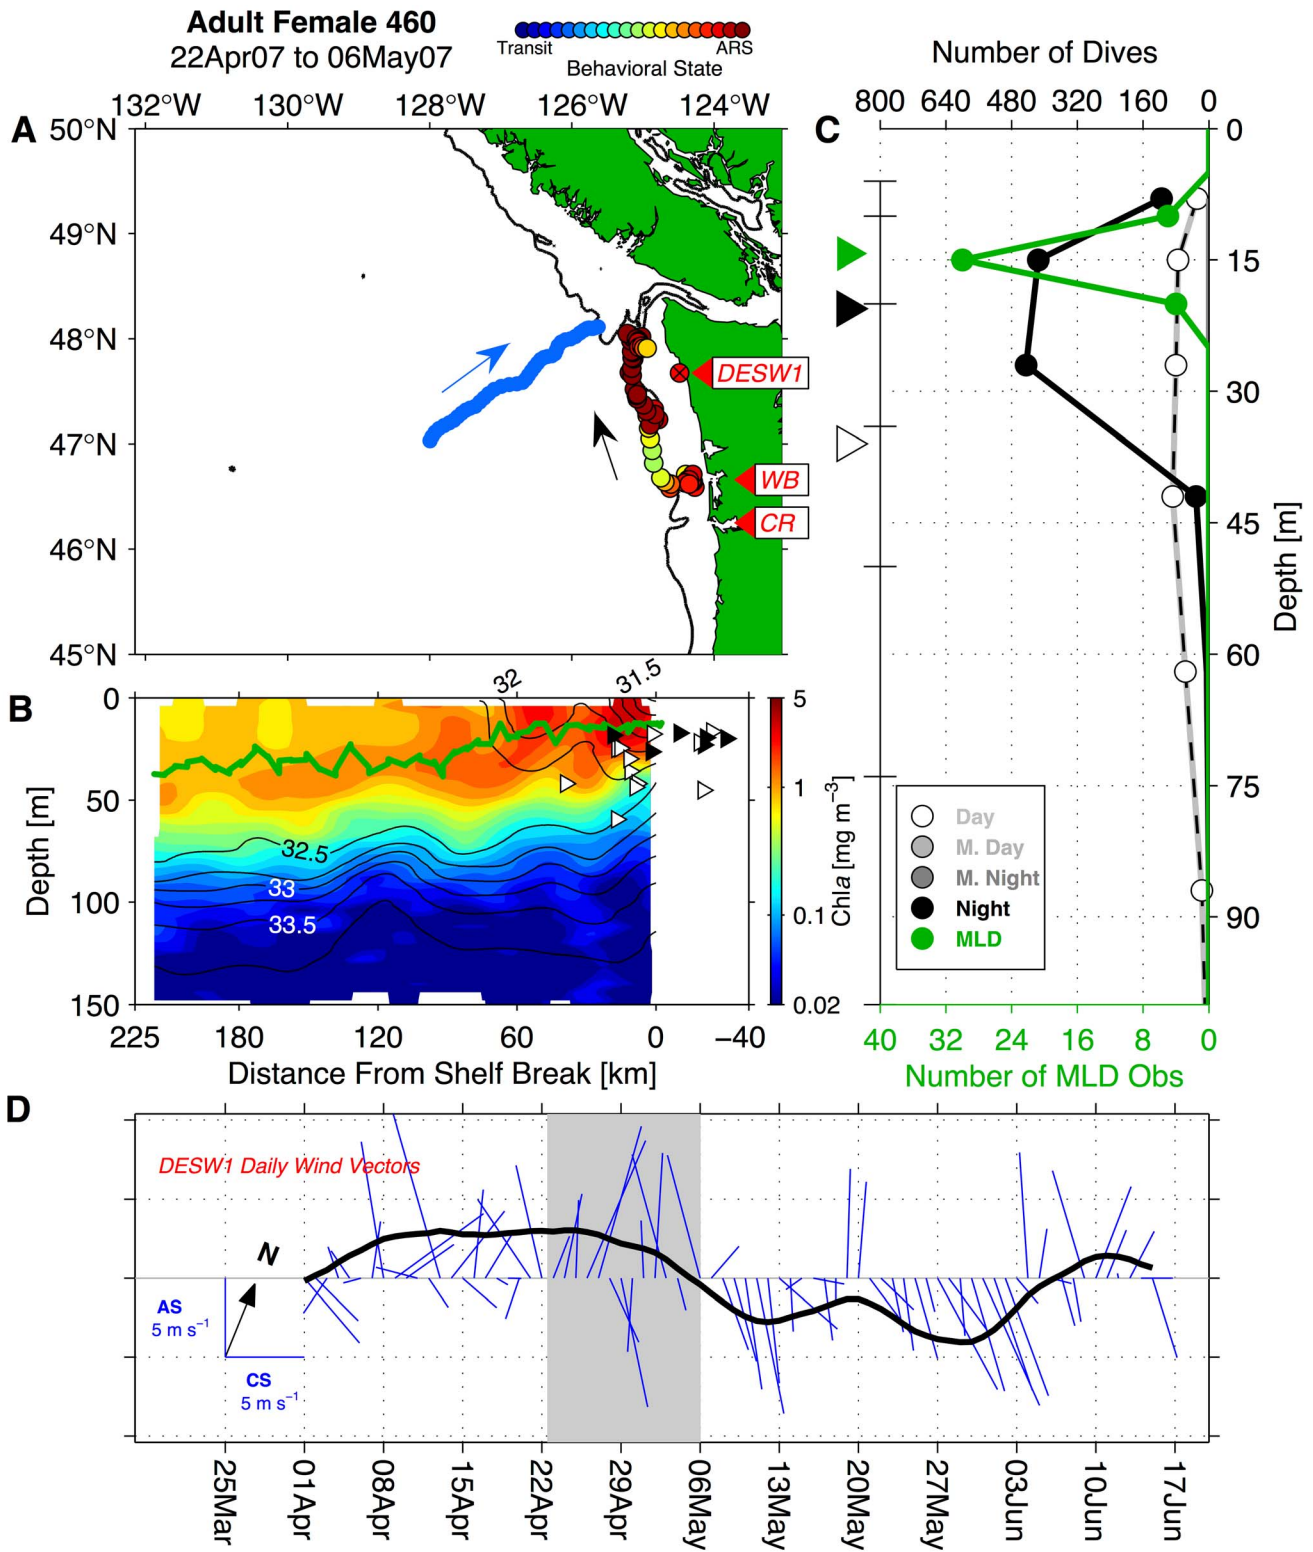 Adult Female 460
22Apr07 to 06May07
Transit ARS
Behavioral State
Number of Dives
132°W 130°W 128°W 126°W 124°W
800 640 480 320 160 0
A
C
50°N
49°N
48°N
47°N
46°N
45°N
DESW1
WB
CR
0
15
30
45
60
75
90
Depth [m]
Day
M. Day
M. Night
Night
MLD
40 32 24 16 8 0
Number of MLD Obs
B
32 31.5
0
50
100
150
Depth [m]
32.5
33
33.5
5
1
0.1
0.02
Chla [mg m⁻³]
225 180 120 60 0 −40
Distance From Shelf Break [km]
D
DESW1 Daily Wind Vectors
N
AS
5 m s⁻¹
CS
5 m s⁻¹
25Mar 01Apr 08Apr 15Apr 22Apr 29Apr 06May 13May 20May 27May 03Jun 10Jun 17Jun